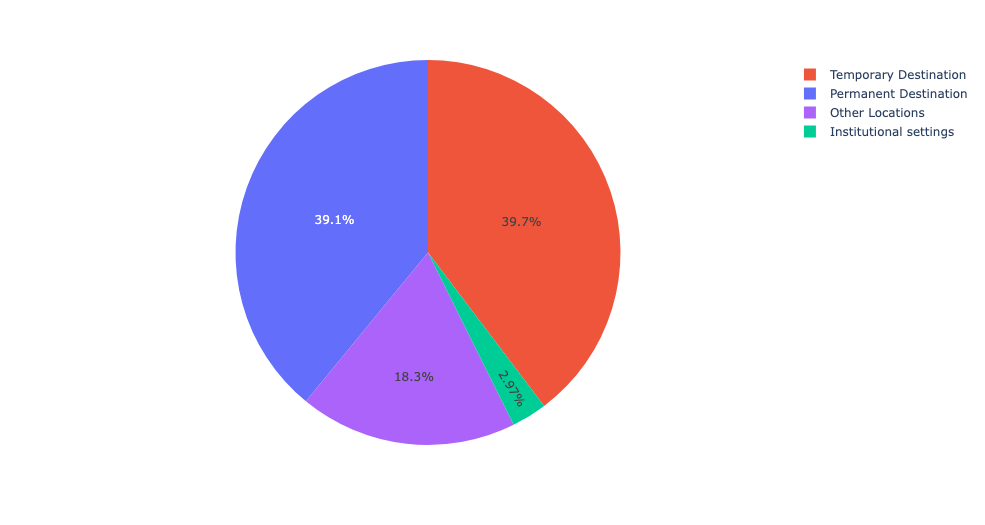 Temporary Destination
Permanent Destination
Other Locations
Institutional settings
39.1%
39.7%
18.3%
2.97%